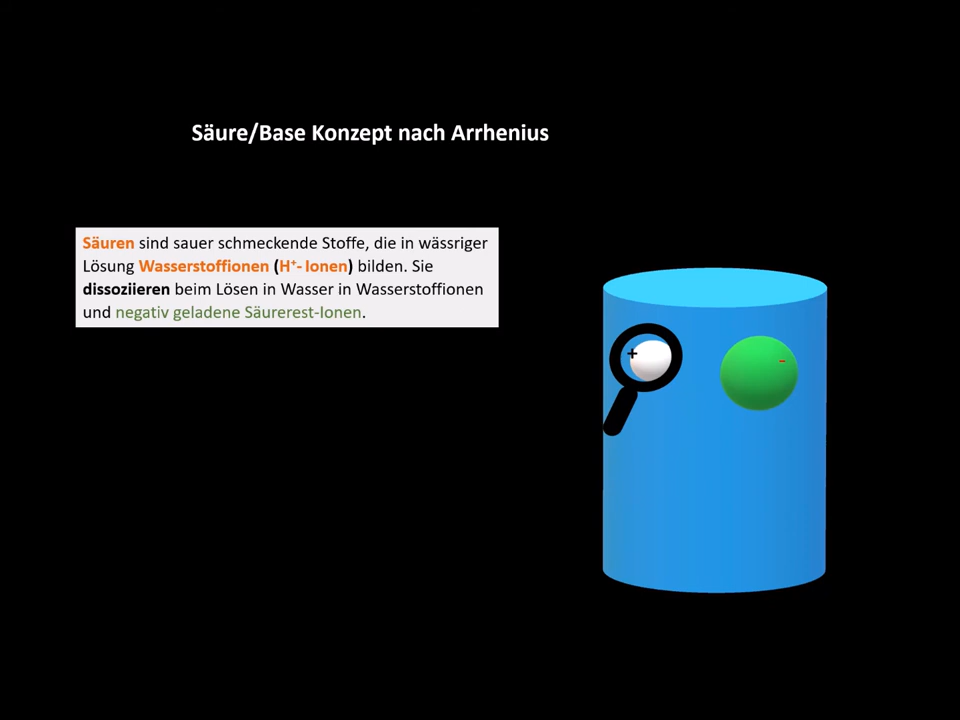 Säure/Base Konzept nach Arrhenius
Säuren sind sauer schmeckende Stoffe, die in wässriger
Lösung Wasserstoffionen (H⁺- Ionen) bilden. Sie
dissoziieren beim Lösen in Wasser in Wasserstoffionen
und negativ geladene Säurerest-Ionen.
+
-